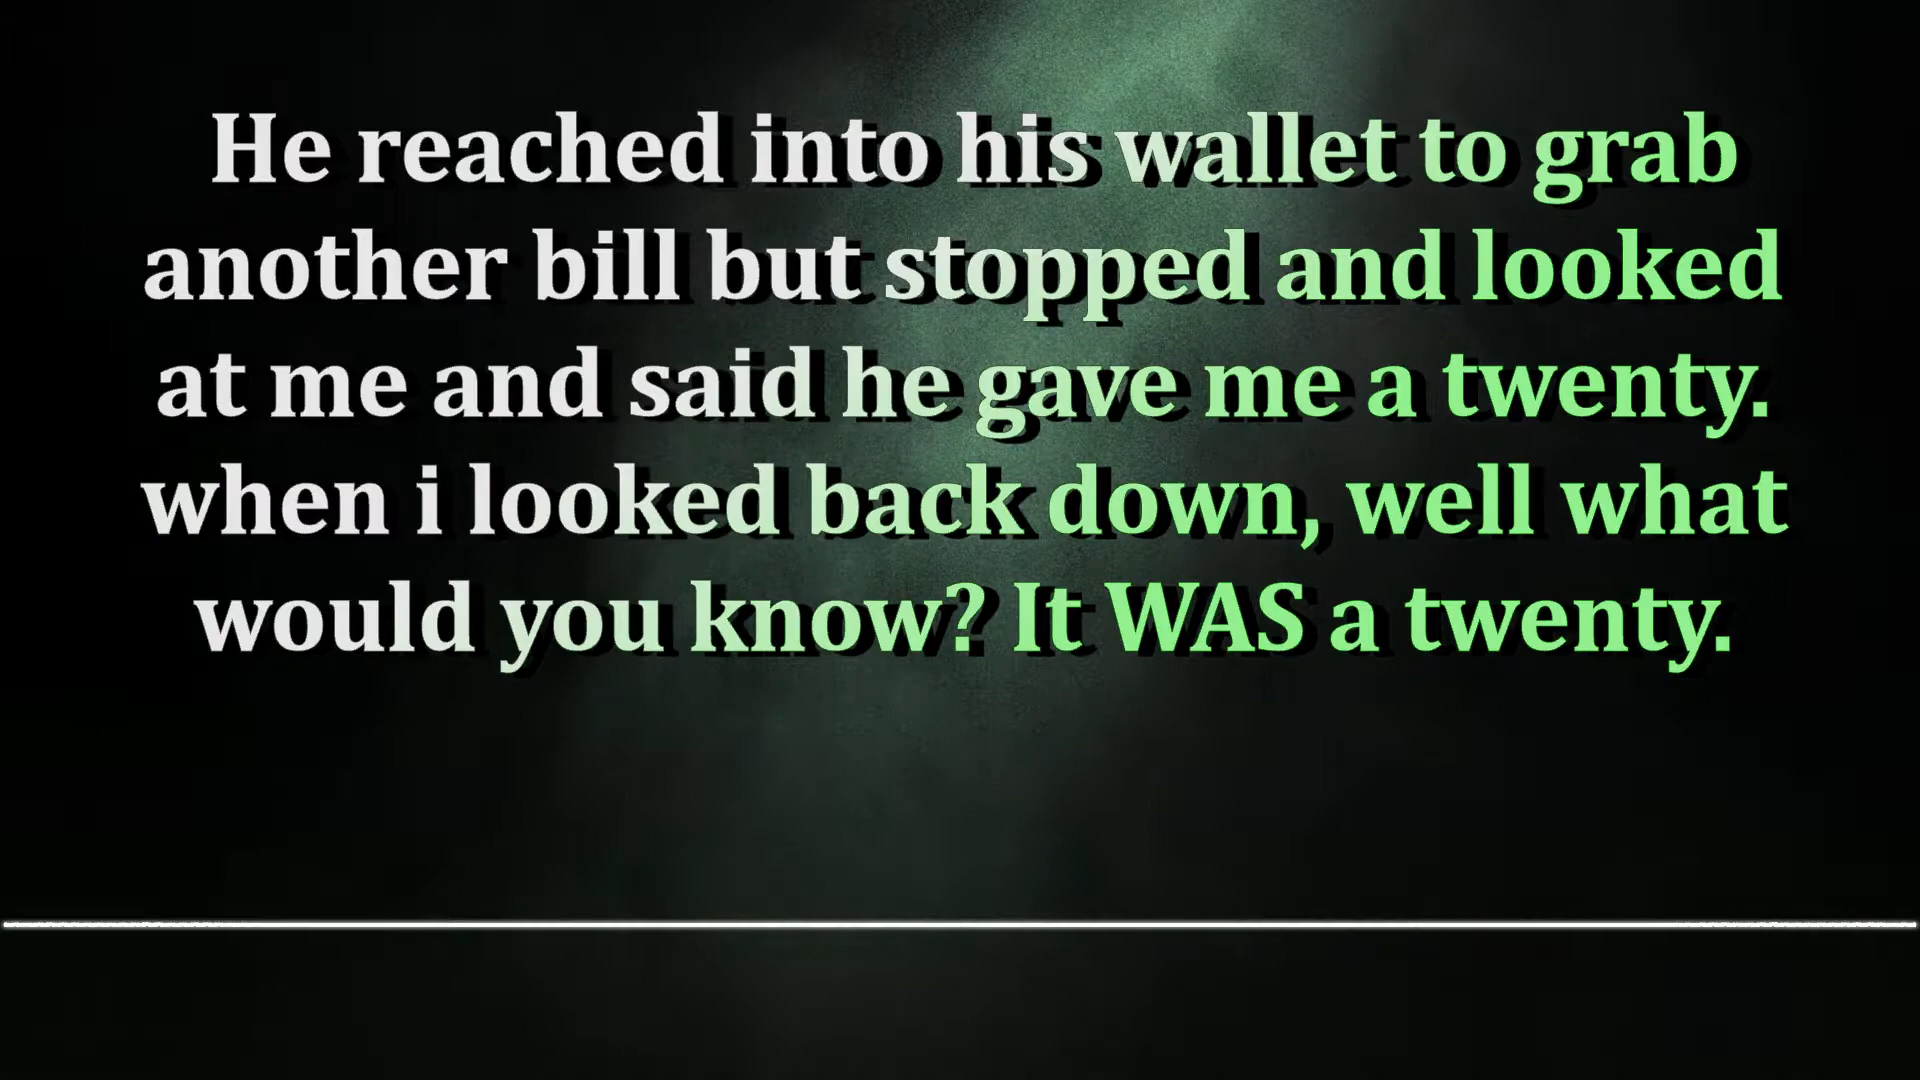 He reached into his wallet to grab
another bill but stopped and looked
at me and said he gave me a twenty.
when i looked back down, well what
would you know? It WAS a twenty.